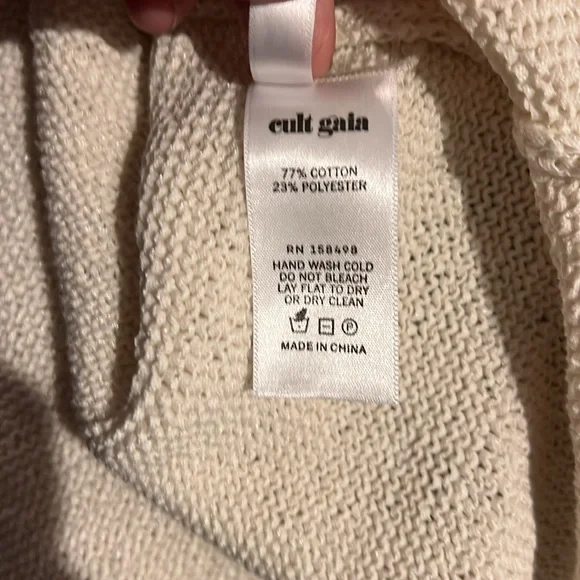 cult gaia
77% COTTON
23% POLYESTER
RN 158498
HAND WASH COLD
DO NOT BLEACH
LAY FLAT TO DRY
OR DRY CLEAN
P
MADE IN CHINA